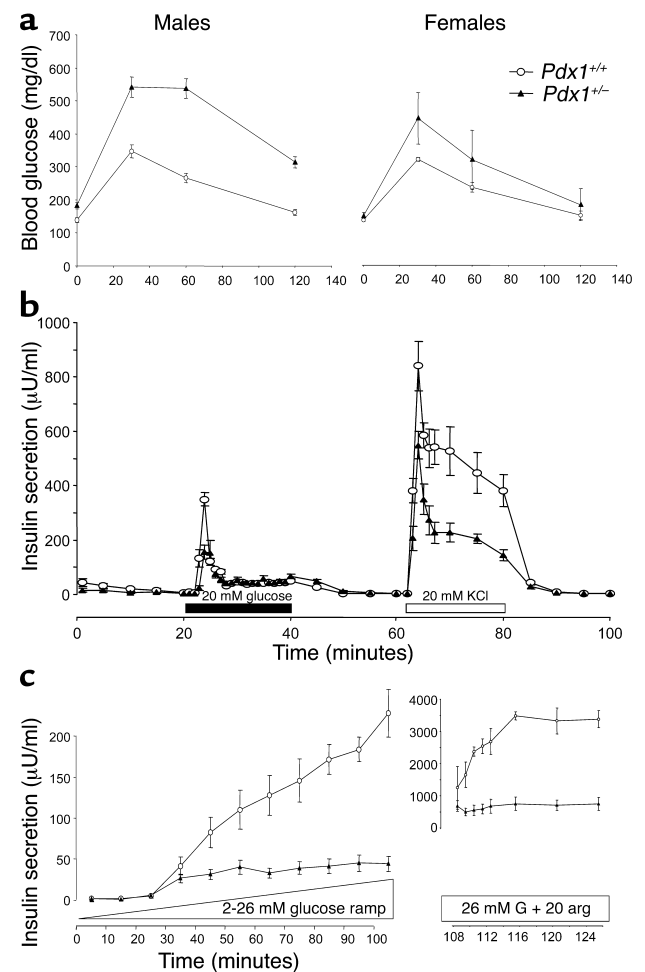 a
Males
Females
700
600
500
400
300
200
100
0
Blood glucose (mg/dl)
0 20 40 60 80 100 120 140
0 20 40 60 80 100 120 140
Pdx1+/+
Pdx1+/–
b
1000
800
600
400
200
0
Insulin secretion (μU/ml)
20 mM glucose
20 mM KCl
0 20 40 60 80 100
Time (minutes)
c
200
150
100
50
0
Insulin secretion (μU/ml)
2-26 mM glucose ramp
0 10 20 30 40 50 60 70 80 90 100
Time (minutes)
4000
3000
2000
1000
0
26 mM G + 20 arg
108 112 116 120 124